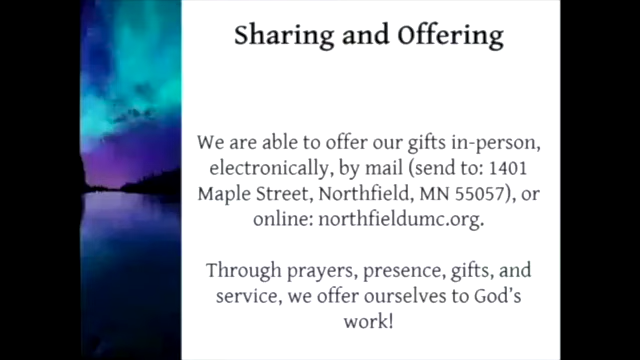 Sharing and Offering
We are able to offer our gifts in-person,
electronically, by mail (send to: 1401
Maple Street, Northfield, MN 55057), or
online: northfieldumc.org.
Through prayers, presence, gifts, and
service, we offer ourselves to God's
work!